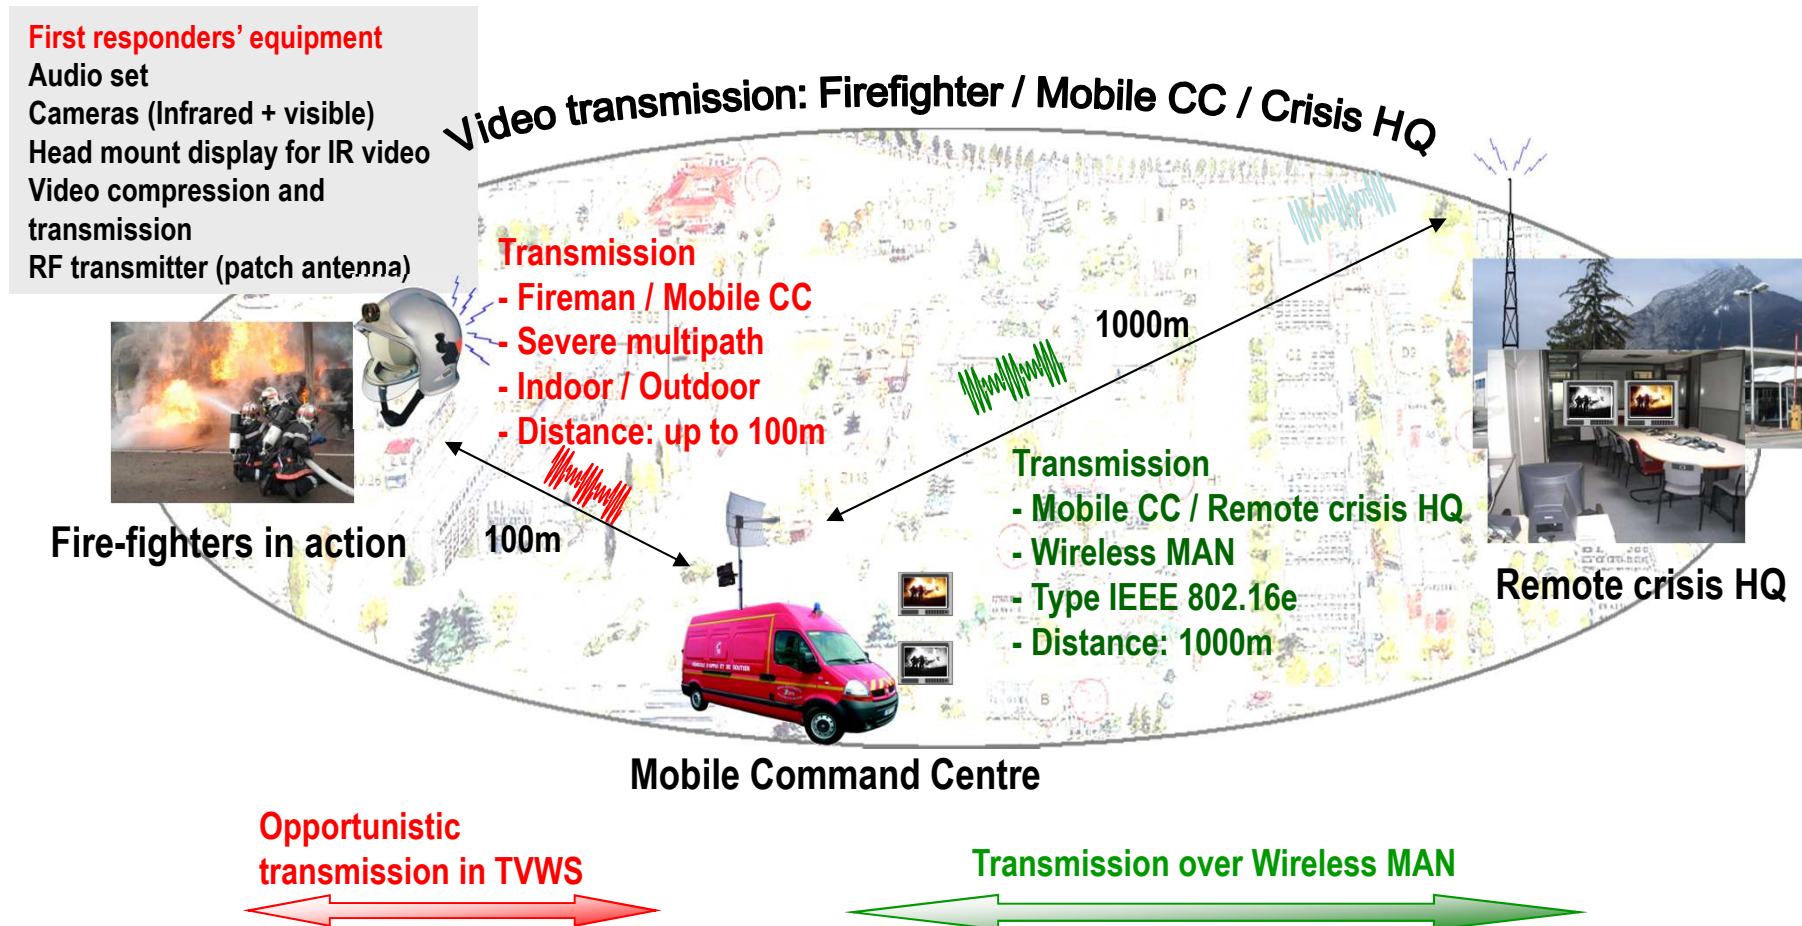 First responders’ equipment
Audio set
Cameras (Infrared + visible)
Head mount display for IR video
Video compression and
transmission
RF transmitter (patch antenna)
Video transmission: Firefighter / Mobile CC / Crisis HQ
Transmission
- Fireman / Mobile CC
- Severe multipath
- Indoor / Outdoor
- Distance: up to 100m
1000m
100m
Transmission
- Mobile CC / Remote crisis HQ
- Wireless MAN
- Type IEEE 802.16e
- Distance: 1000m
Fire-fighters in action
Remote crisis HQ
Mobile Command Centre
Opportunistic
transmission in TVWS
Transmission over Wireless MAN